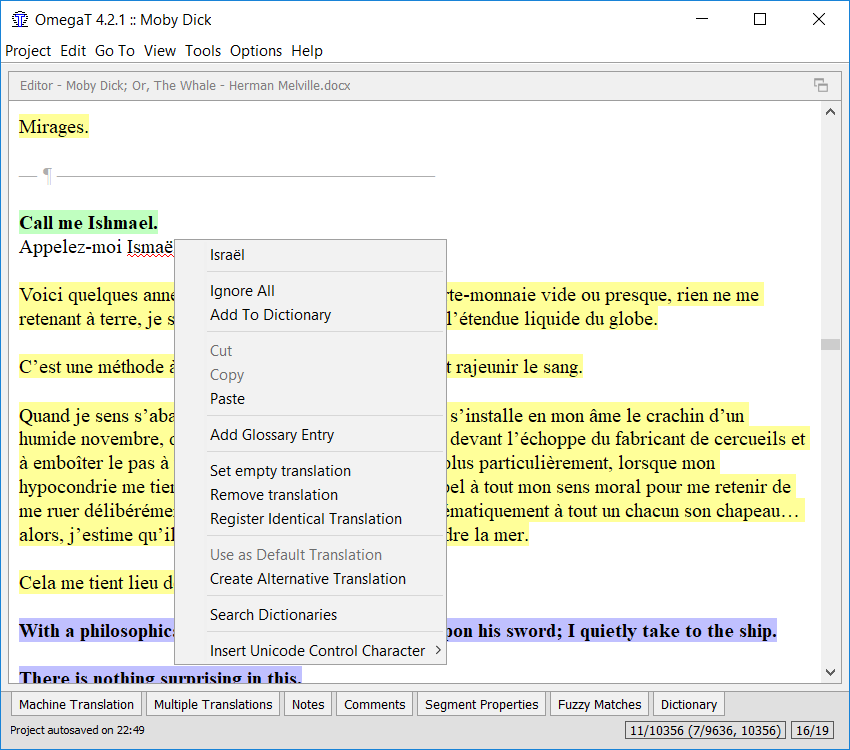 OmegaT 4.2.1 :: Moby Dick
Project Edit Go To View Tools Options Help
Editor - Moby Dick; Or, The Whale - Herman Melville.docx
Mirages.
¶
Call me Ishmael.
Appelez-moi Ismaë
Israël
Voici quelques anne
rte-monnaie vide ou presque, rien ne me
Ignore All
retenant à terre, je s
l’étendue liquide du globe.
Add To Dictionary
Cut
C’est une méthode à
t rajeunir le sang.
Copy
Paste
Quand je sens s’aba
s’installe en mon âme le crachin d’un
Add Glossary Entry
humide novembre,
devant l’échoppe du fabricant de cercueils et
à emboîter le pas à
plus particulièrement, lorsque mon
Set empty translation
hypocondrie me tien
pel à tout mon sens moral pour me retenir de
Remove translation
me ruer délibéréme
ématiquement à tout un chacun son chapeau…
Register Identical Translation
alors, j’estime qu’il
dre la mer.
Use as Default Translation
Cela me tient lieu d
Create Alternative Translation
Search Dictionaries
With a philosophica
pon his sword; I quietly take to the ship.
Insert Unicode Control Character
There is nothing surprising in this.
Machine Translation Multiple Translations Notes Comments Segment Properties Fuzzy Matches Dictionary
Project autosaved on 22:49 11/10356 (7/9636, 10356) 16/19